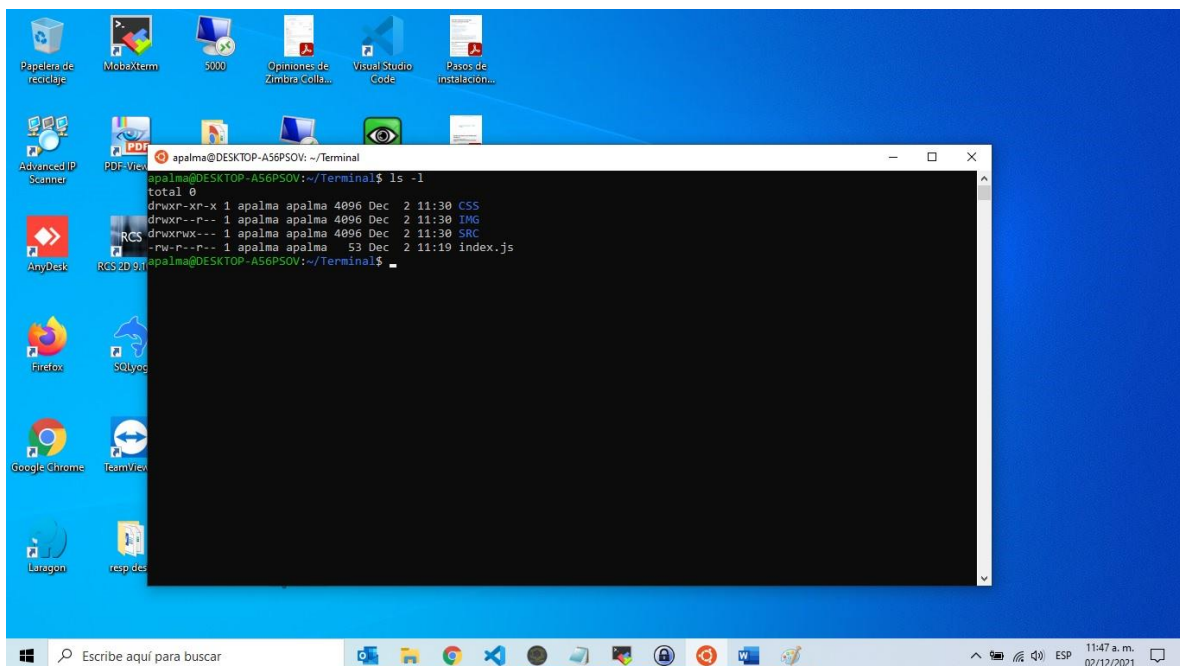 Papelera de
reciclaje
MobaXterm
5000
Opiniones de
Zimbra Colla...
Visual Studio
Code
Pasos de
instalación...
Advanced IP
Scanner
PDF-View
apalma@DESKTOP-A56PSOV: ~/Terminal
apalma@DESKTOP-A56PSOV:~/Terminal$ ls -l
total 0
drwxr-xr-x 1 apalma apalma 4096 Dec  2 11:30 CSS
drwxr--r-- 1 apalma apalma 4096 Dec  2 11:30 IMG
drwxrwx--- 1 apalma apalma 4096 Dec  2 11:30 SRC
-rw-r--r-- 1 apalma apalma   53 Dec  2 11:19 index.js
apalma@DESKTOP-A56PSOV:~/Terminal$
AnyDesk
RCS
RCS 2D 9.1
Firefox
SQLyog
Google Chrome
TeamView
Laragon
resp des
Escribe aquí para buscar
ESP
11:47 a. m.
02/12/2021